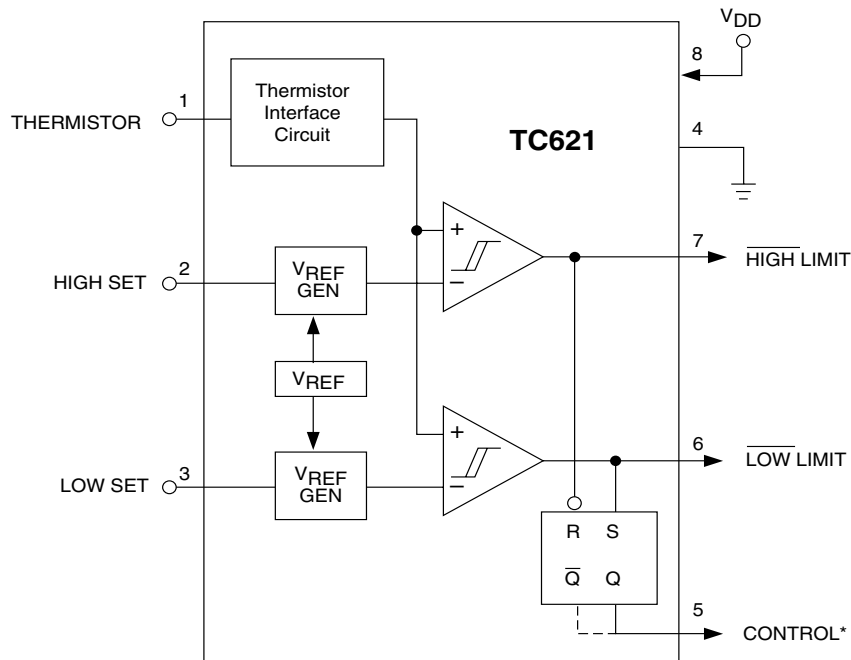 VDD
8
1
THERMISTOR
Thermistor
Interface
Circuit
TC621
4
+
7
HIGH LIMIT
2
HIGH SET
VREF
GEN
−
VREF
+
6
LOW LIMIT
3
LOW SET
VREF
GEN
−
R S
Q̅ Q
5
CONTROL*